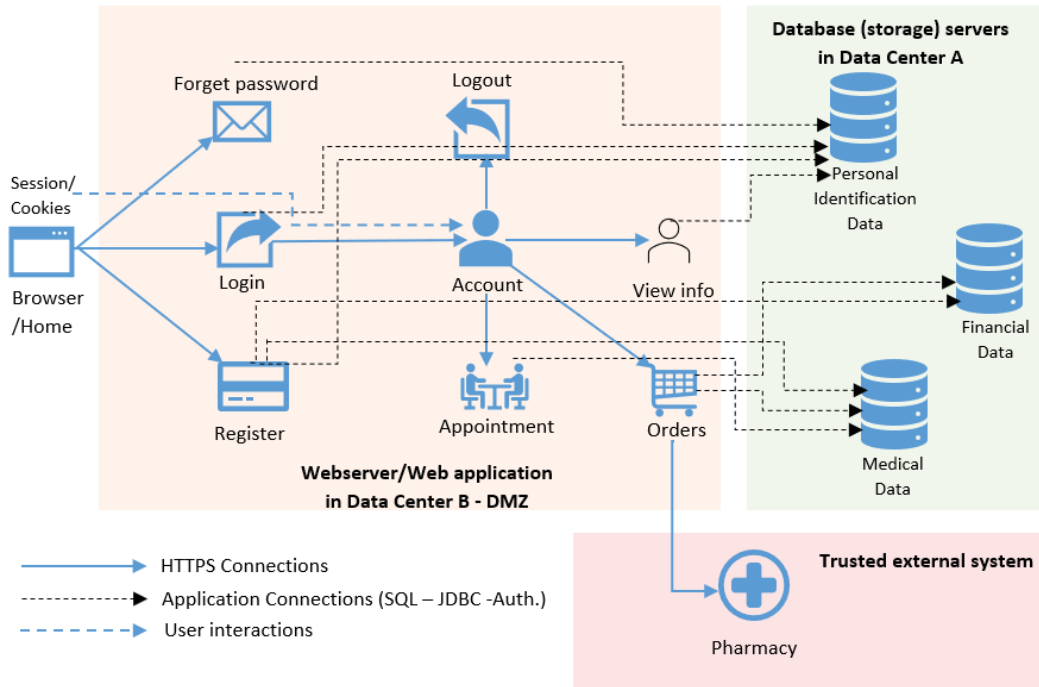 Database (storage) servers
in Data Center A
Forget password
Logout
Session/
Cookies
Personal
Identification
Data
Login
Account
View info
Browser
/Home
Financial
Data
Register
Appointment
Orders
Medical
Data
Webserver/Web application
in Data Center B - DMZ
HTTPS Connections
Trusted external system
Application Connections (SQL – JDBC -Auth.)
User interactions
Pharmacy